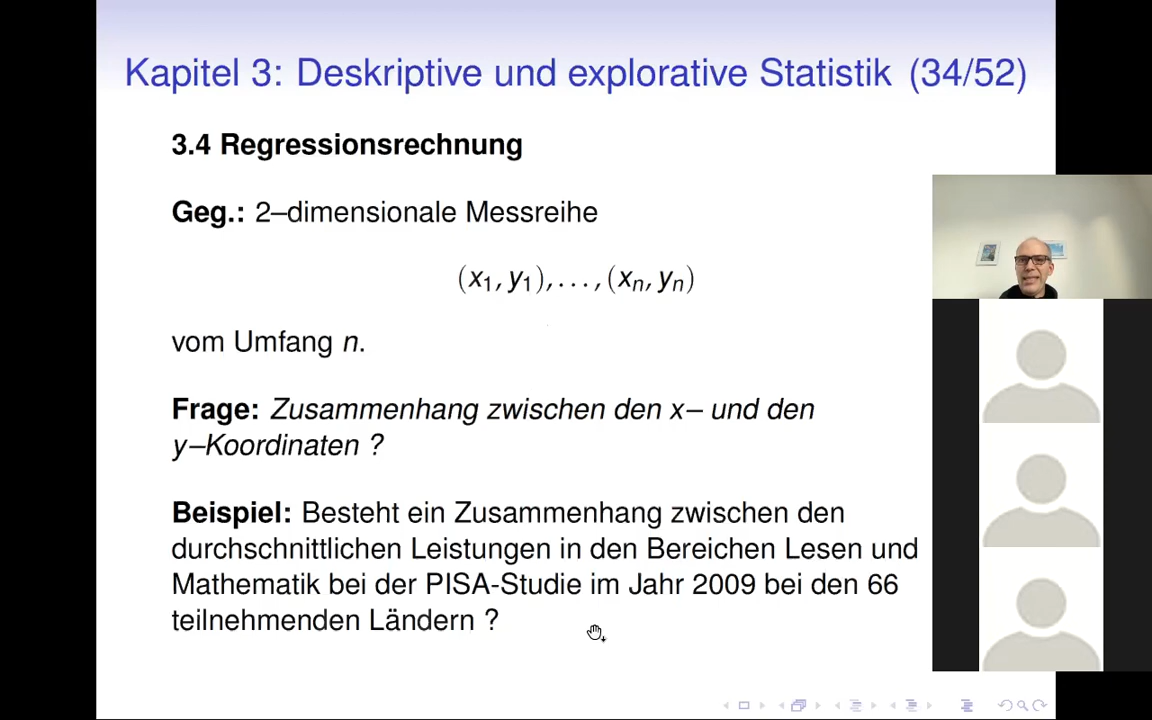 Kapitel 3: Deskriptive und explorative Statistik (34/52)
3.4 Regressionsrechnung
Geg.: 2–dimensionale Messreihe
(x₁, y₁), . . . , (xₙ, yₙ)
vom Umfang n.
Frage: Zusammenhang zwischen den x– und den
y–Koordinaten ?
Beispiel: Besteht ein Zusammenhang zwischen den
durchschnittlichen Leistungen in den Bereichen Lesen und
Mathematik bei der PISA-Studie im Jahr 2009 bei den 66
teilnehmenden Ländern ?